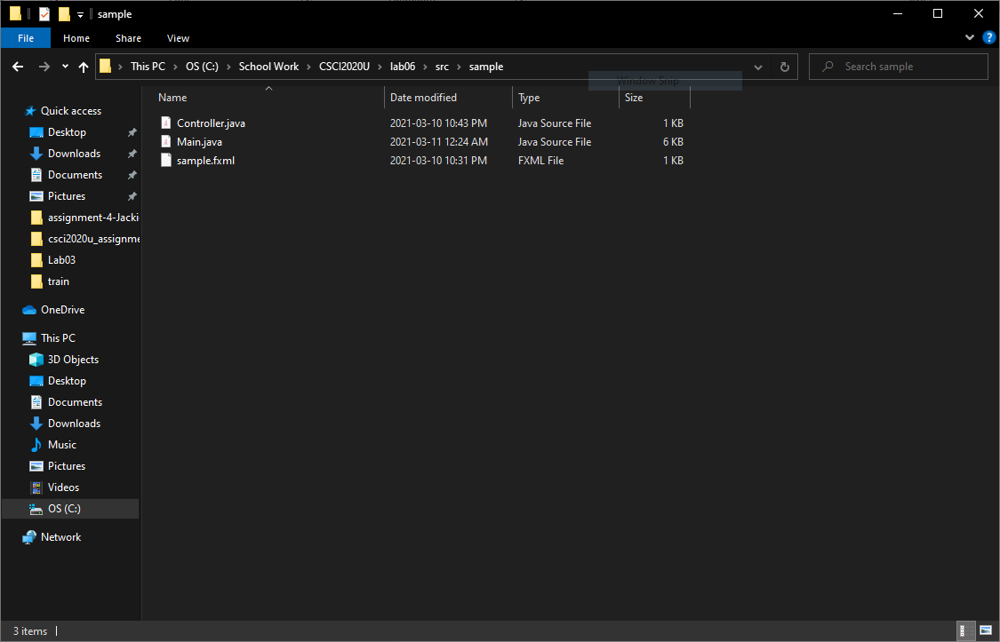 sample
File Home Share View
This PC OS (C:) School Work CSCI2020U lab06 src sample
Search sample
Window Snip
Name Date modified Type Size
Controller.java 2021-03-10 10:43 PM Java Source File 1 KB
Main.java 2021-03-11 12:24 AM Java Source File 6 KB
sample.fxml 2021-03-10 10:31 PM FXML File 1 KB
Quick access
Desktop
Downloads
Documents
Pictures
assignment-4-Jacki
csci2020u_assignme
Lab03
train
OneDrive
This PC
3D Objects
Desktop
Documents
Downloads
Music
Pictures
Videos
OS (C:)
Network
3 items